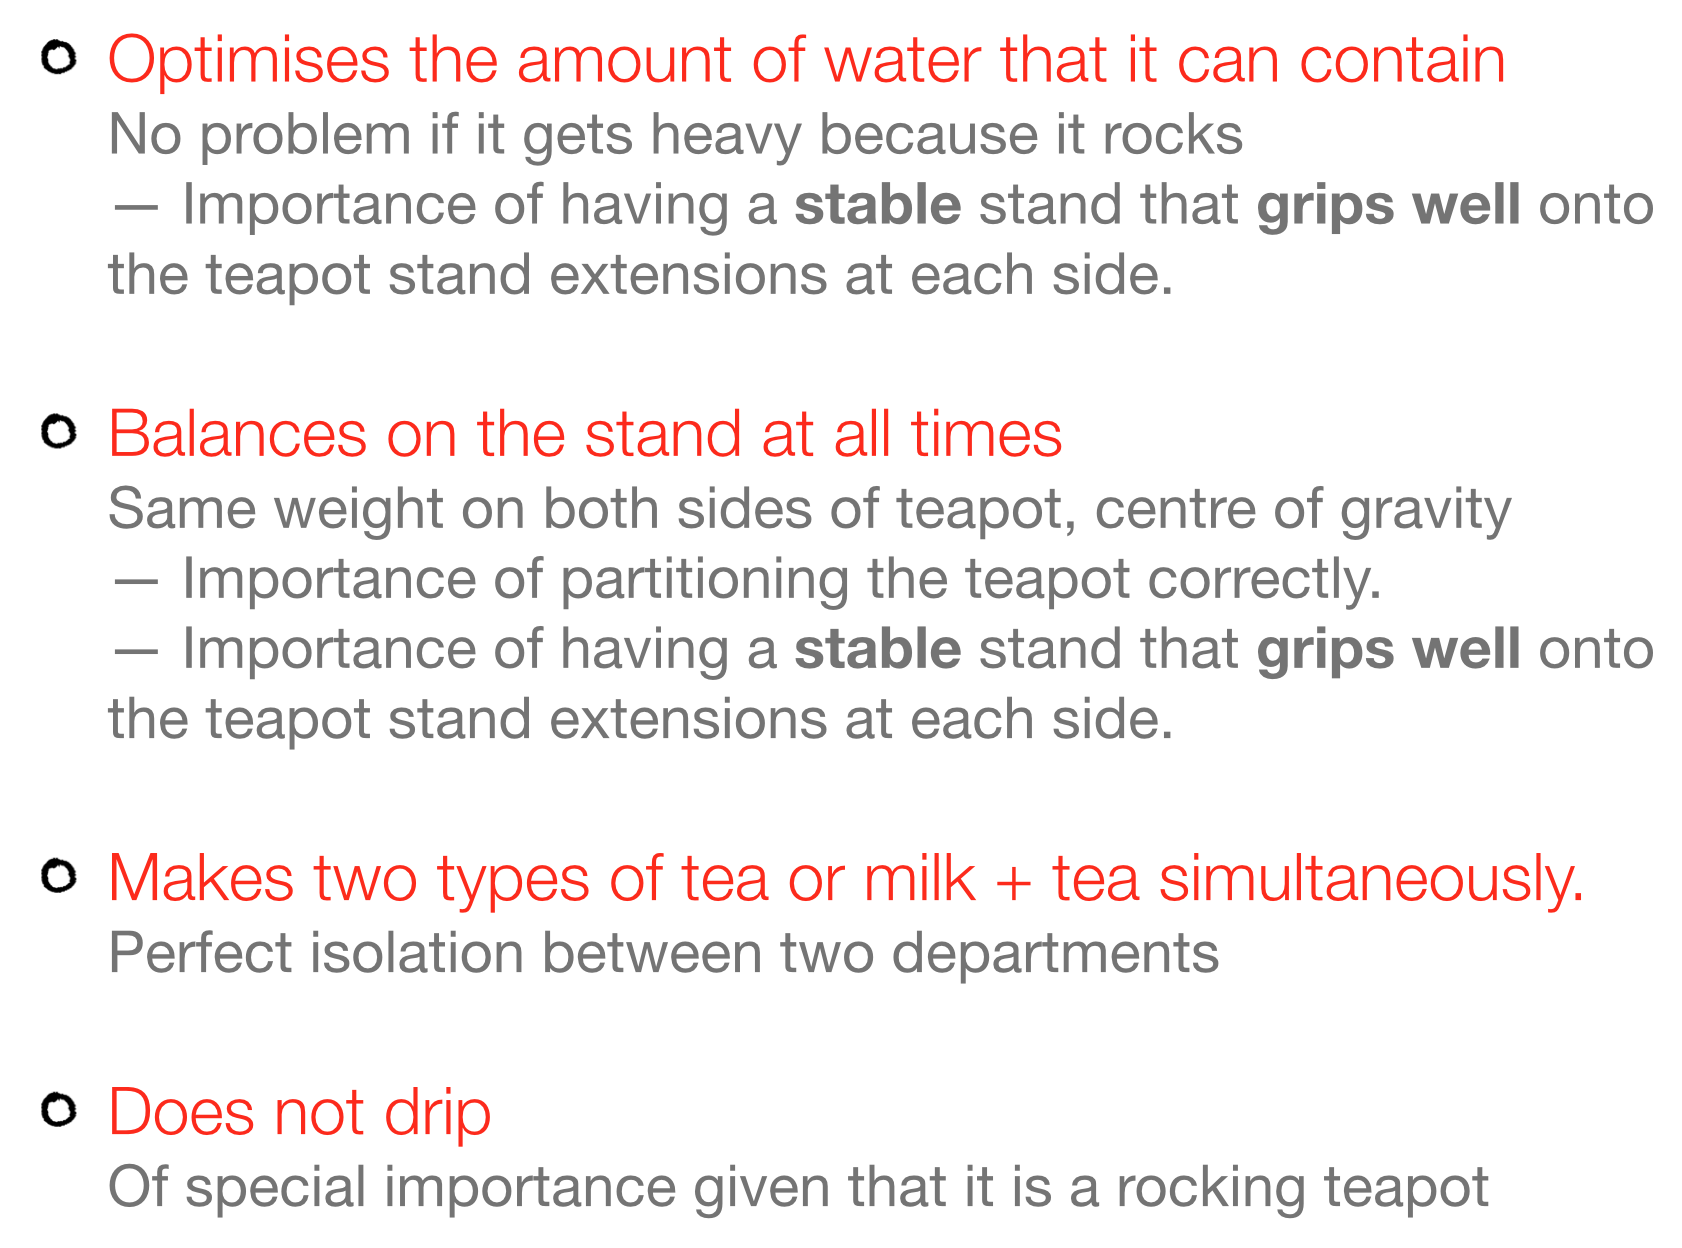 Optimises the amount of water that it can contain
No problem if it gets heavy because it rocks
— Importance of having a stable stand that grips well onto
the teapot stand extensions at each side.
Balances on the stand at all times
Same weight on both sides of teapot, centre of gravity
— Importance of partitioning the teapot correctly.
— Importance of having a stable stand that grips well onto
the teapot stand extensions at each side.
Makes two types of tea or milk + tea simultaneously.
Perfect isolation between two departments
Does not drip
Of special importance given that it is a rocking teapot